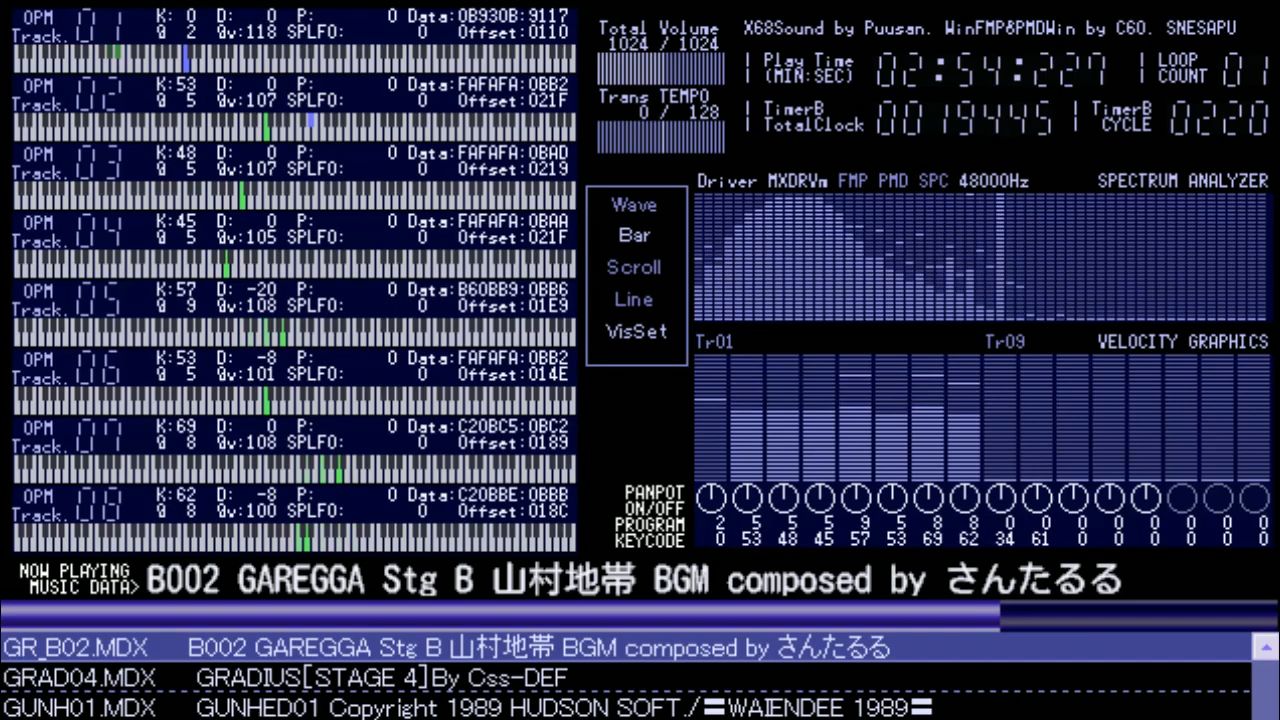 OPM Track. 01 K: 0 D: 0 P: 0 Data:0B930B:9117
@ 2 @v:118 SPLFO: 0 Offset:0110
OPM Track. 02 K:53 D: 0 P: 0 Data:FAFAFA:0BB2
@ 5 @v:107 SPLFO: 0 Offset:021F
OPM Track. 03 K:48 D: 0 P: 0 Data:FAFAFA:0BAD
@ 5 @v:107 SPLFO: 0 Offset:0219
OPM Track. 04 K:45 D: 0 P: 0 Data:FAFAFA:0BAA
@ 5 @v:105 SPLFO: 0 Offset:021F
OPM Track. 05 K:57 D: -20 P: 0 Data:B60BB9:0BB6
@ 9 @v:108 SPLFO: 0 Offset:01E9
OPM Track. 06 K:53 D: -8 P: 0 Data:FAFAFA:0BB2
@ 5 @v:101 SPLFO: 0 Offset:014E
OPM Track. 07 K:69 D: 0 P: 0 Data:C20BC5:0BC2
@ 8 @v:108 SPLFO: 0 Offset:0189
OPM Track. 08 K:62 D: -8 P: 0 Data:C20BBE:0BBB
@ 8 @v:100 SPLFO: 0 Offset:018C
Total Volume
1024 / 1024
Trans TEMPO
0 / 128
X68Sound by Puusan. WinFMP&PMDWin by C60. SNESAPU
Play Time (MIN:SEC) 02:54:227 LOOP COUNT 01
TimerB TotalClock 0019445 TimerB CYCLE 0220
Wave
Bar
Scroll
Line
VisSet
Driver MXDRVm FMP PMD SPC 48000Hz SPECTRUM ANALYZER
Tr01 Tr09 VELOCITY GRAPHICS
PANPOT
ON/OFF
PROGRAM 2 5 5 5 9 5 8 8 0 0 0 0 0 0 0 0
KEYCODE 0 53 48 45 57 53 69 62 34 61 0 0 0 0 0 0
NOW PLAYING
MUSIC DATA> B002 GAREGGA Stg B 山村地帯 BGM composed by さんたるる
GR_B02.MDX B002 GAREGGA Stg B 山村地帯 BGM composed by さんたるる
GRAD04.MDX GRADIUS[STAGE 4]By Css-DEF
GUNH01.MDX GUNHED01 Copyright 1989 HUDSON SOFT./〓WAIENDEE 1989〓